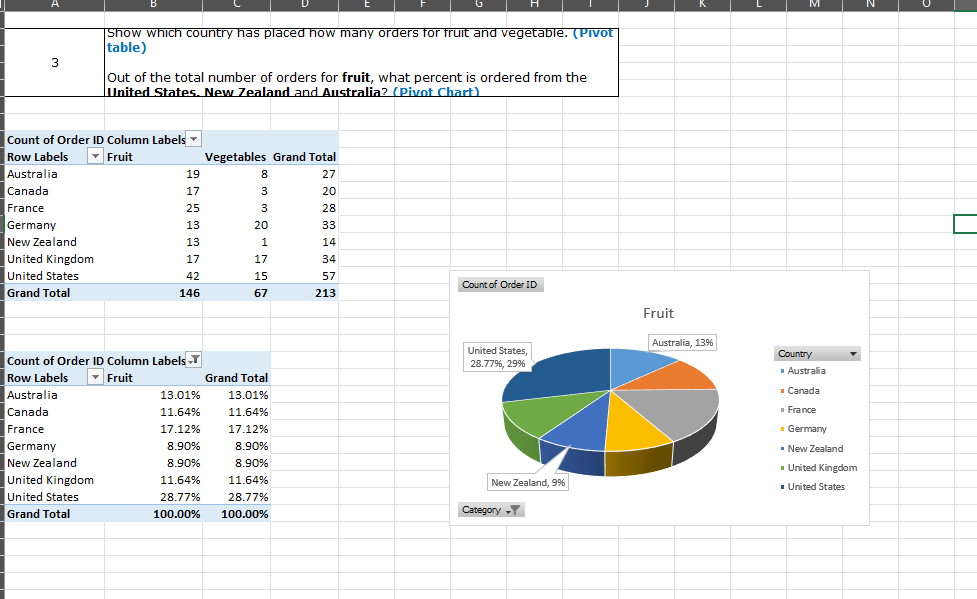 A B C D E F G H I J K L M N O
3
Show which country has placed how many orders for fruit and vegetable. (Pivot
table)
Out of the total number of orders for fruit, what percent is ordered from the
United States, New Zealand and Australia? (Pivot Chart)
Count of Order ID Column Labels
Row Labels Fruit Vegetables Grand Total
Australia 19 8 27
Canada 17 3 20
France 25 3 28
Germany 13 20 33
New Zealand 13 1 14
United Kingdom 17 17 34
United States 42 15 57
Grand Total 146 67 213
Count of Order ID Column Labels
Row Labels Fruit Grand Total
Australia 13.01% 13.01%
Canada 11.64% 11.64%
France 17.12% 17.12%
Germany 8.90% 8.90%
New Zealand 8.90% 8.90%
United Kingdom 11.64% 11.64%
United States 28.77% 28.77%
Grand Total 100.00% 100.00%
Count of Order ID
Fruit
Australia, 13%
United States,
28.77%, 29%
New Zealand, 9%
Country
Australia
Canada
France
Germany
New Zealand
United Kingdom
United States
Category